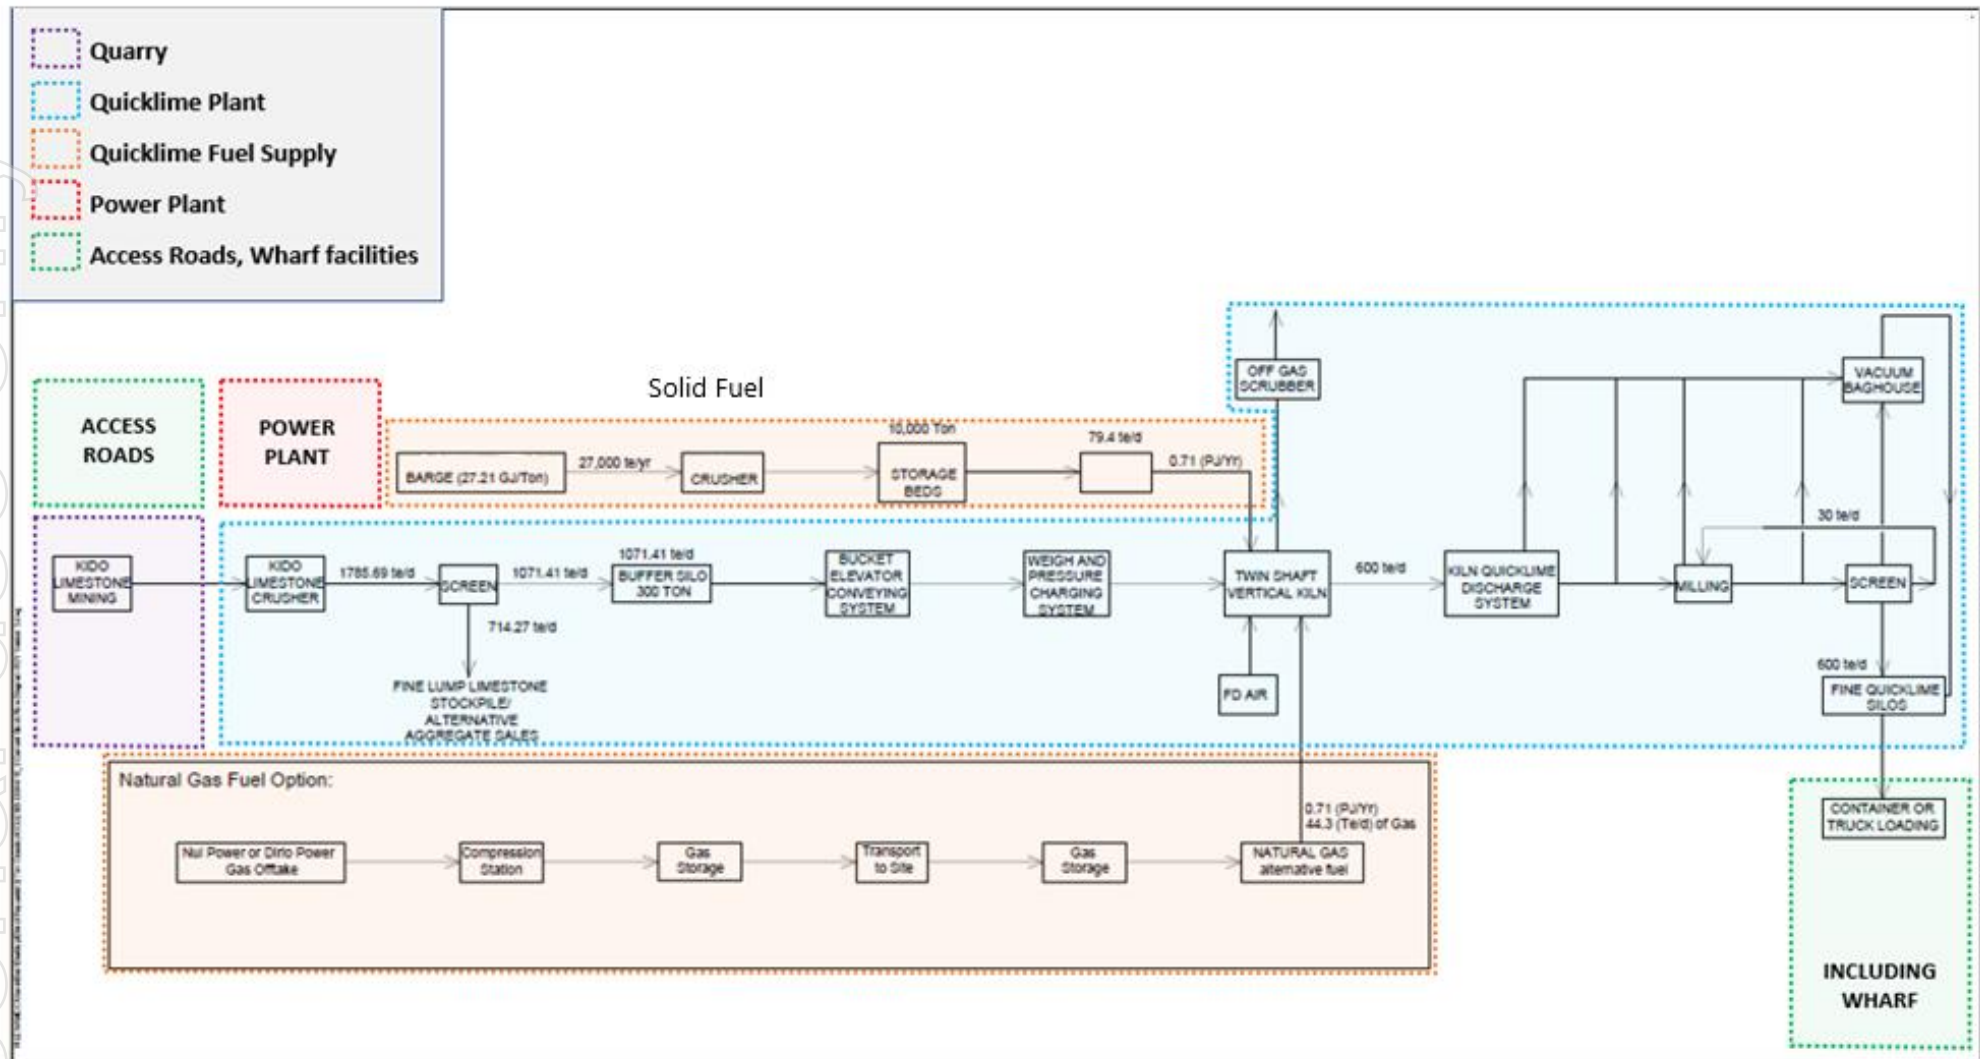 Quarry
Quicklime Plant
Quicklime Fuel Supply
Power Plant
Access Roads, Wharf facilities
Solid Fuel
ACCESS
ROADS
POWER
PLANT
BARGE (27.21 GJ/Ton)
27,000 te/yr
CRUSHER
10,000 Ton
STORAGE
BEDS
79.4 te/d
0.71 (PJ/Yr)
OFF GAS
SCRUBBER
VACUUM
BAGHOUSE
KIDO
LIMESTONE
MINING
KIDO
LIMESTONE
CRUSHER
1785.69 te/d
SCREEN
1071.41 te/d
1071.41 te/d
BUFFER SILO
300 TON
BUCKET
ELEVATOR
CONVEYING
SYSTEM
WEIGH AND
PRESSURE
CHARGING
SYSTEM
TWIN SHAFT
VERTICAL KILN
600 te/d
KILN QUICKLIME
DISCHARGE
SYSTEM
MILLING
30 te/d
SCREEN
714.27 te/d
FINE LUMP LIMESTONE
STOCKPILE/
ALTERNATIVE
AGGREGATE SALES
FD AIR
600 te/d
FINE QUICKLIME
SILOS
Natural Gas Fuel Option:
0.71 (PJ/Yr)
44.3 (Te/d) of Gas
Nui Power or Dirio Power
Gas Offtake
Compression
Station
Gas
Storage
Transport
to Site
Gas
Storage
NATURAL GAS
alternative fuel
CONTAINER OR
TRUCK LOADING
INCLUDING
WHARF